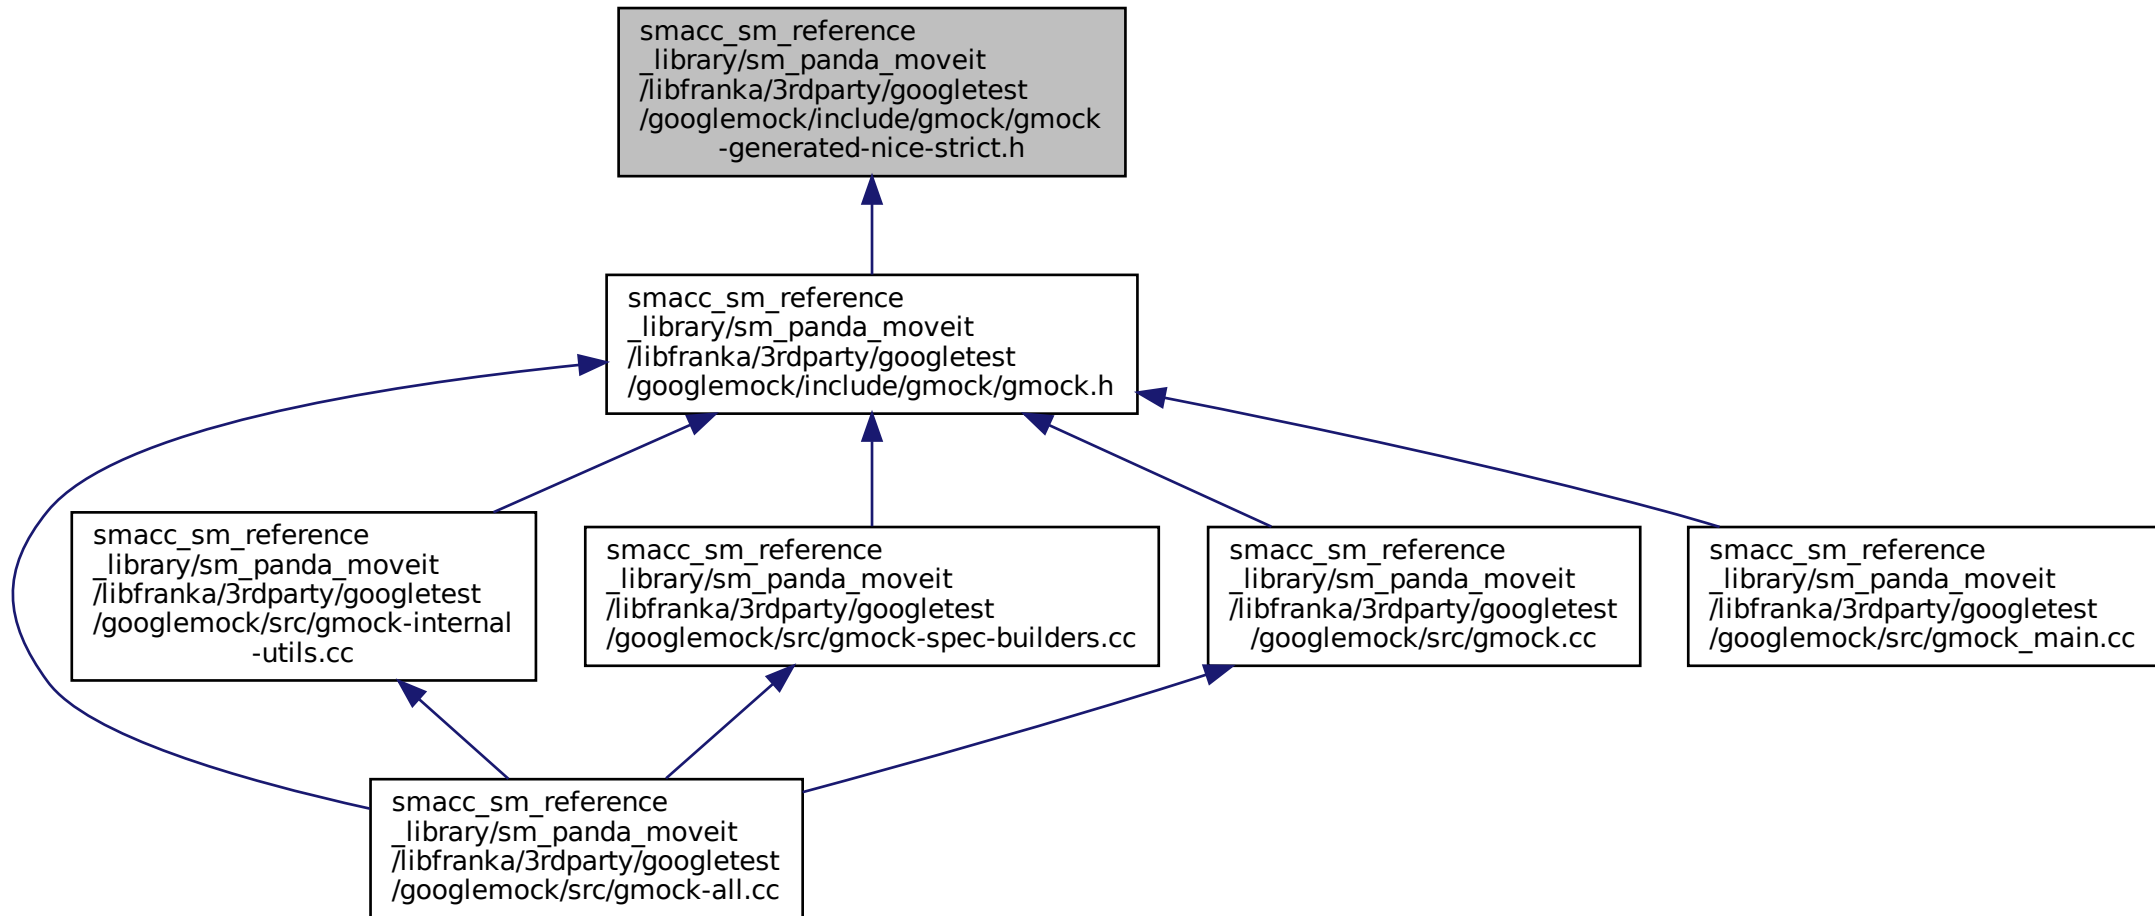 smacc_sm_reference
_library/sm_panda_moveit
/libfranka/3rdparty/googletest
/googlemock/include/gmock/gmock
-generated-nice-strict.h
smacc_sm_reference
_library/sm_panda_moveit
/libfranka/3rdparty/googletest
/googlemock/include/gmock/gmock.h
smacc_sm_reference
_library/sm_panda_moveit
/libfranka/3rdparty/googletest
/googlemock/src/gmock-internal
-utils.cc
smacc_sm_reference
_library/sm_panda_moveit
/libfranka/3rdparty/googletest
/googlemock/src/gmock-spec-builders.cc
smacc_sm_reference
_library/sm_panda_moveit
/libfranka/3rdparty/googletest
/googlemock/src/gmock.cc
smacc_sm_reference
_library/sm_panda_moveit
/libfranka/3rdparty/googletest
/googlemock/src/gmock_main.cc
smacc_sm_reference
_library/sm_panda_moveit
/libfranka/3rdparty/googletest
/googlemock/src/gmock-all.cc